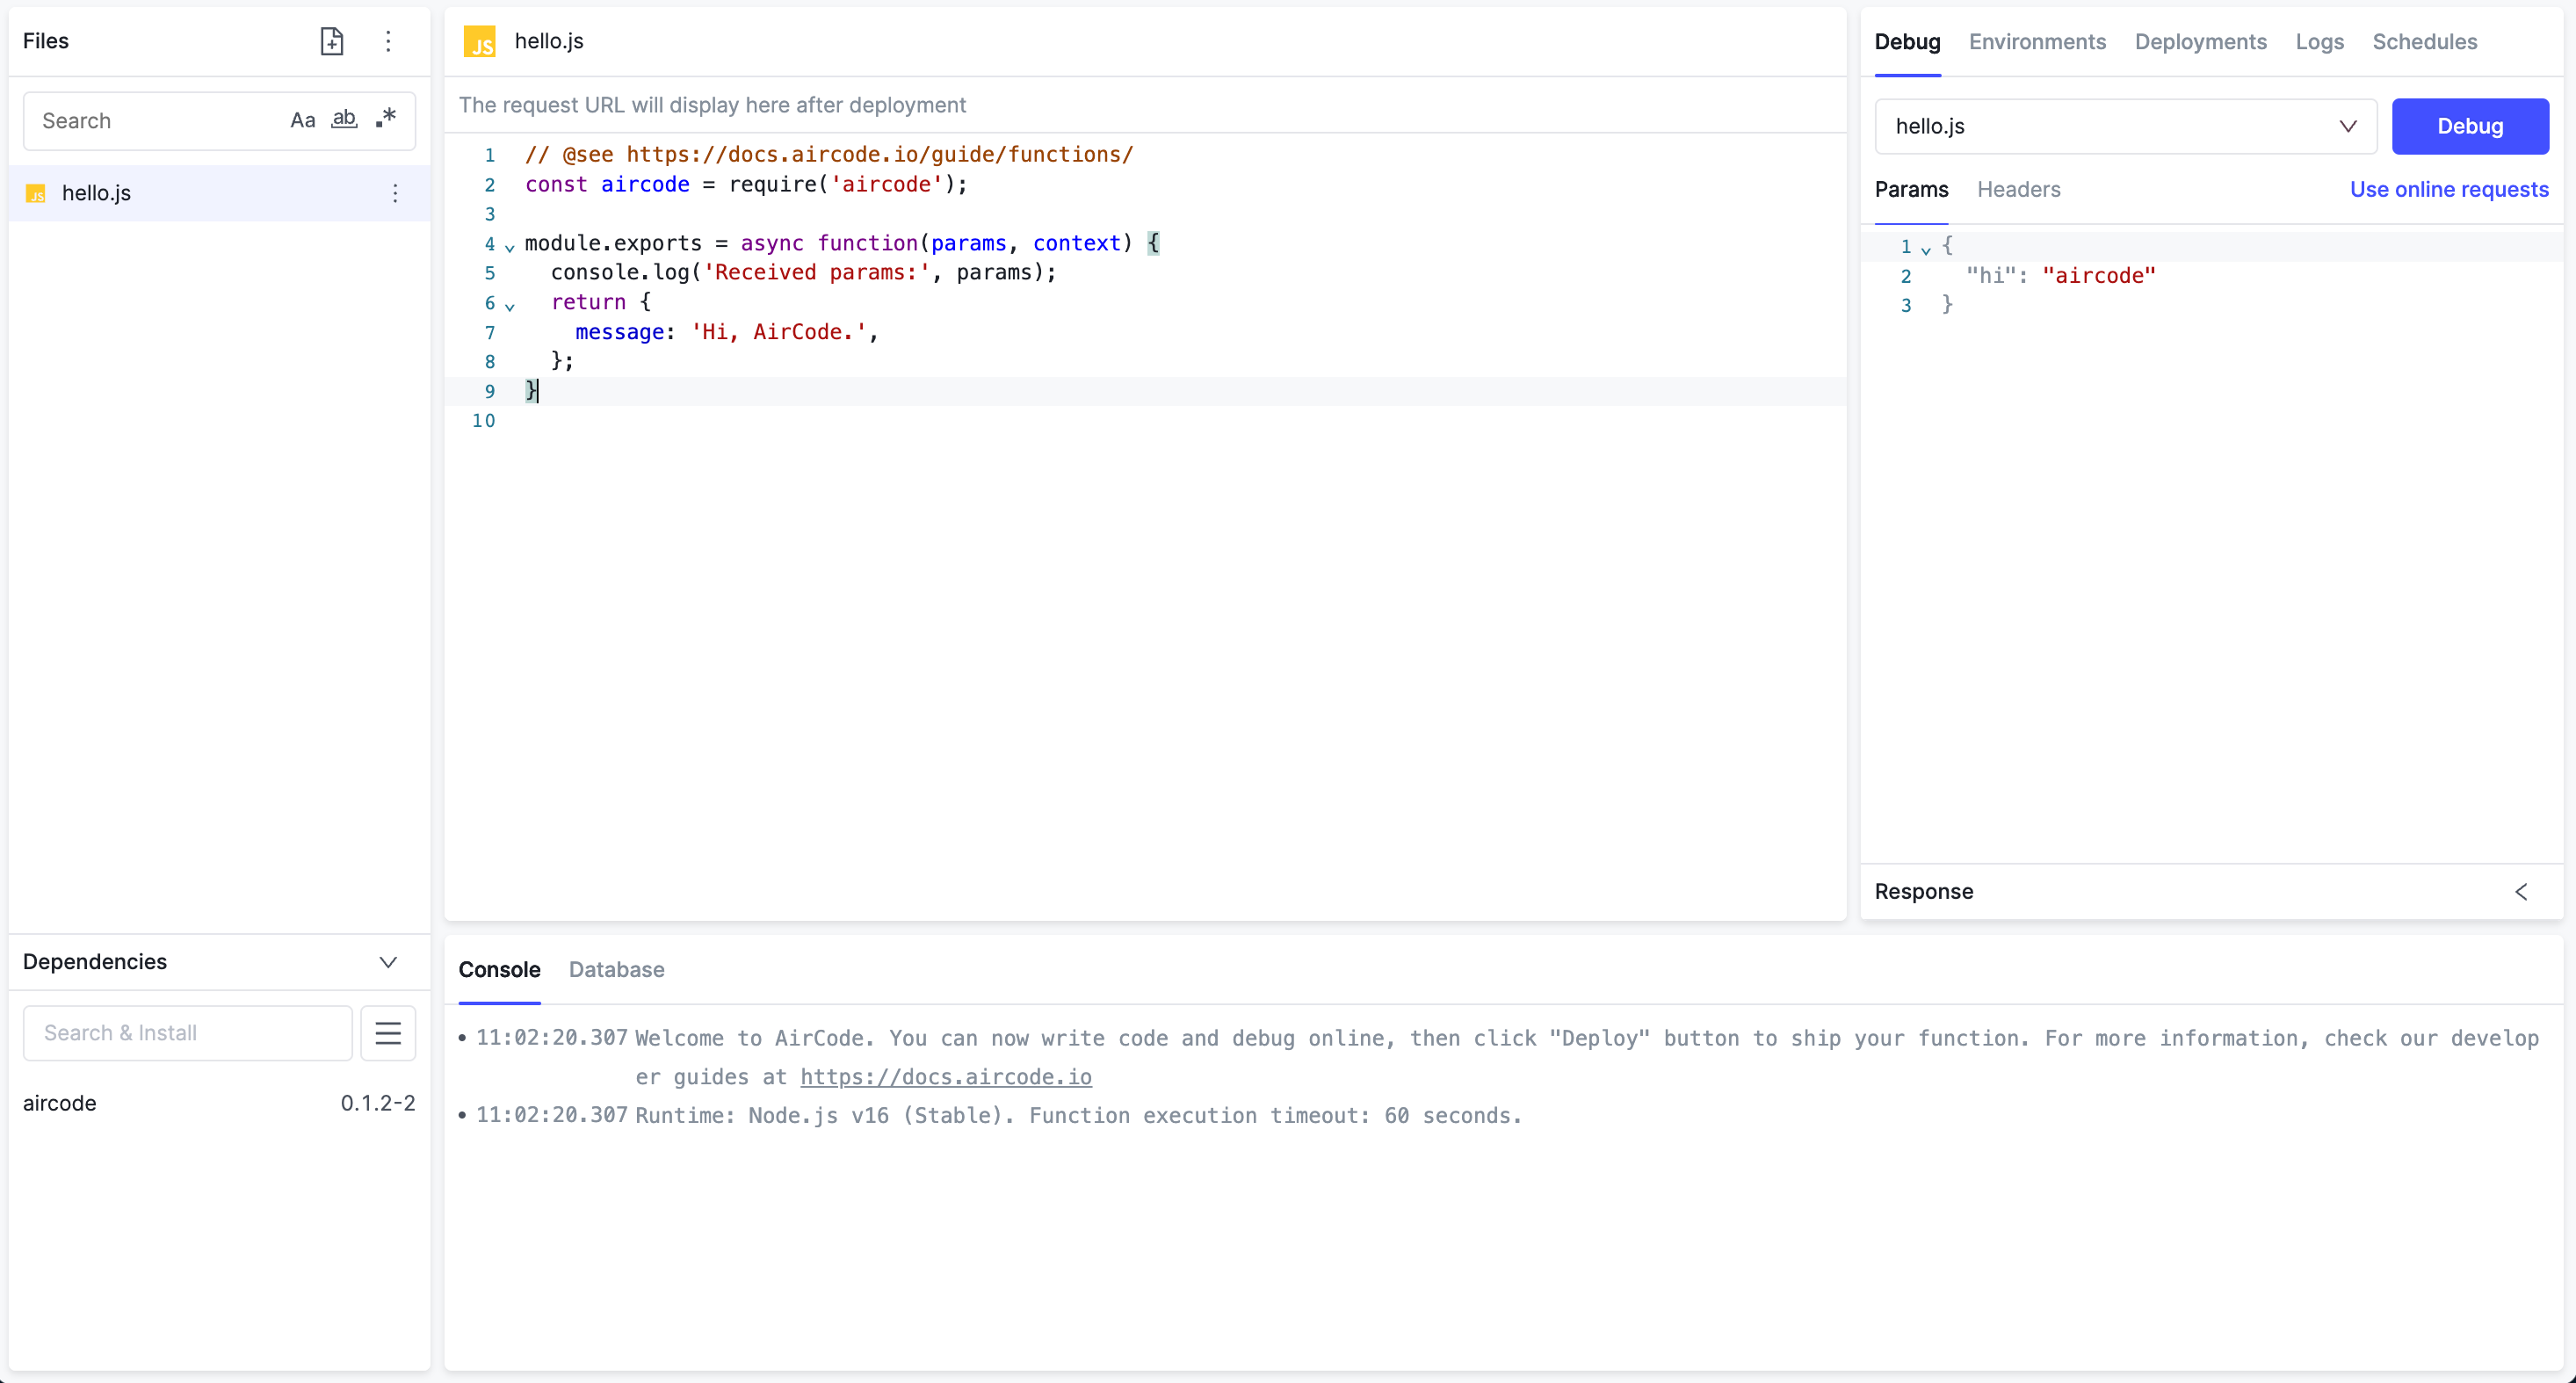 Files
Search Aa ab .*
JS hello.js
Dependencies
Search & Install
aircode 0.1.2-2
JS hello.js
The request URL will display here after deployment
1 // @see https://docs.aircode.io/guide/functions/
2 const aircode = require('aircode');
3
4 module.exports = async function(params, context) {
5 console.log('Received params:', params);
6 return {
7 message: 'Hi, AirCode.',
8 };
9 }
10
Debug Environments Deployments Logs Schedules
hello.js Debug
Params Headers Use online requests
1 {
2 "hi": "aircode"
3 }
Response
Console Database
• 11:02:20.307 Welcome to AirCode. You can now write code and debug online, then click "Deploy" button to ship your function. For more information, check our develop
er guides at https://docs.aircode.io
• 11:02:20.307 Runtime: Node.js v16 (Stable). Function execution timeout: 60 seconds.